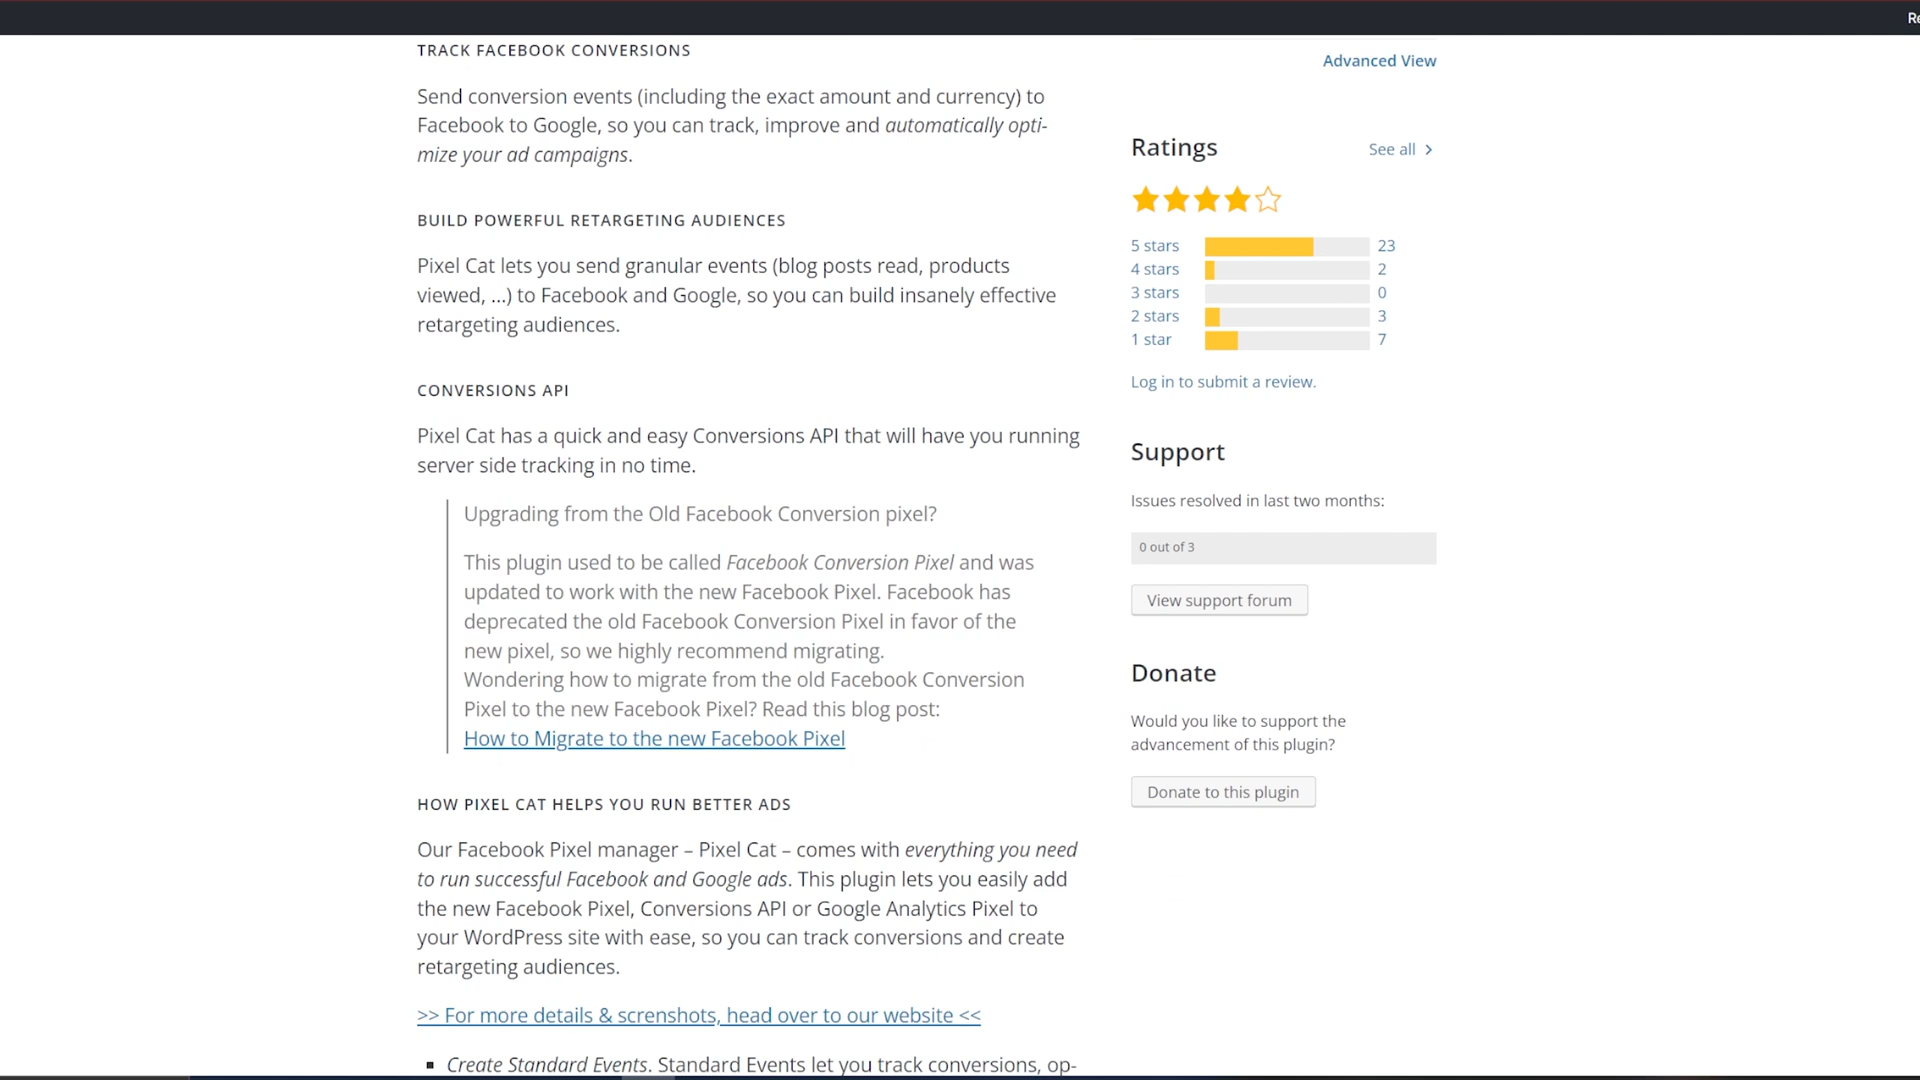 Re
TRACK FACEBOOK CONVERSIONS
Send conversion events (including the exact amount and currency) to
Facebook to Google, so you can track, improve and automatically opti-
mize your ad campaigns.
BUILD POWERFUL RETARGETING AUDIENCES
Pixel Cat lets you send granular events (blog posts read, products
viewed, …) to Facebook and Google, so you can build insanely effective
retargeting audiences.
CONVERSIONS API
Pixel Cat has a quick and easy Conversions API that will have you running
server side tracking in no time.
Upgrading from the Old Facebook Conversion pixel?
This plugin used to be called Facebook Conversion Pixel and was
updated to work with the new Facebook Pixel. Facebook has
deprecated the old Facebook Conversion Pixel in favor of the
new pixel, so we highly recommend migrating.
Wondering how to migrate from the old Facebook Conversion
Pixel to the new Facebook Pixel? Read this blog post:
How to Migrate to the new Facebook Pixel
HOW PIXEL CAT HELPS YOU RUN BETTER ADS
Our Facebook Pixel manager – Pixel Cat – comes with everything you need
to run successful Facebook and Google ads. This plugin lets you easily add
the new Facebook Pixel, Conversions API or Google Analytics Pixel to
your WordPress site with ease, so you can track conversions and create
retargeting audiences.
>> For more details & screnshots, head over to our website <<
▪ Create Standard Events. Standard Events let you track conversions, op-
Advanced View
Ratings See all >
5 stars 23
4 stars 2
3 stars 0
2 stars 3
1 star 7
Log in to submit a review.
Support
Issues resolved in last two months:
0 out of 3
View support forum
Donate
Would you like to support the
advancement of this plugin?
Donate to this plugin